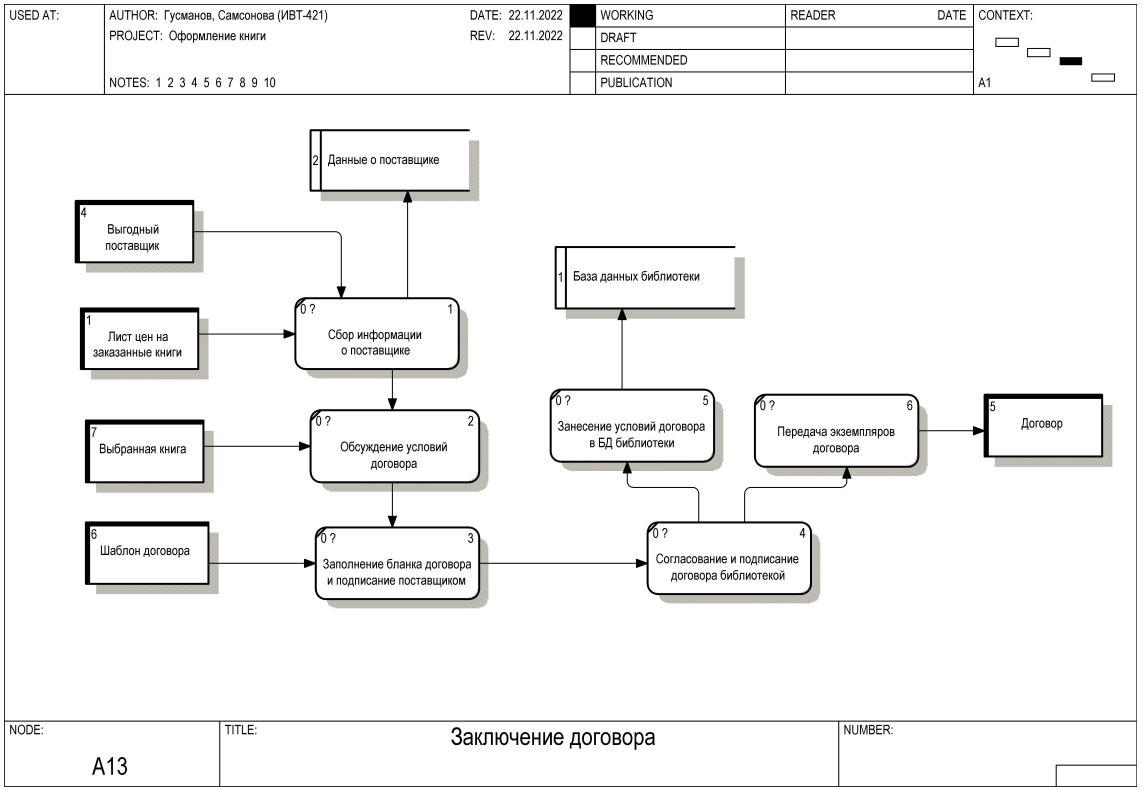 USED AT:
AUTHOR: Гусманов, Самсонова (ИВТ-421)
DATE: 22.11.2022
PROJECT: Оформление книги
REV: 22.11.2022
NOTES: 1 2 3 4 5 6 7 8 9 10
WORKING
DRAFT
RECOMMENDED
PUBLICATION
READER
DATE
CONTEXT:
A1
2
Данные о поставщике
4
Выгодный
поставщик
1
База данных библиотеки
1
Лист цен на
заказанные книги
0 ?
1
Сбор информации
о поставщике
7
Выбранная книга
0 ?
2
Обсуждение условий
договора
0 ?
5
Занесение условий договора
в БД библиотеки
0 ?
6
Передача экземпляров
договора
5
Договор
6
Шаблон договора
0 ?
3
Заполнение бланка договора
и подписание поставщиком
0 ?
4
Согласование и подписание
договора библиотекой
NODE:
A13
TITLE:
Заключение договора
NUMBER: